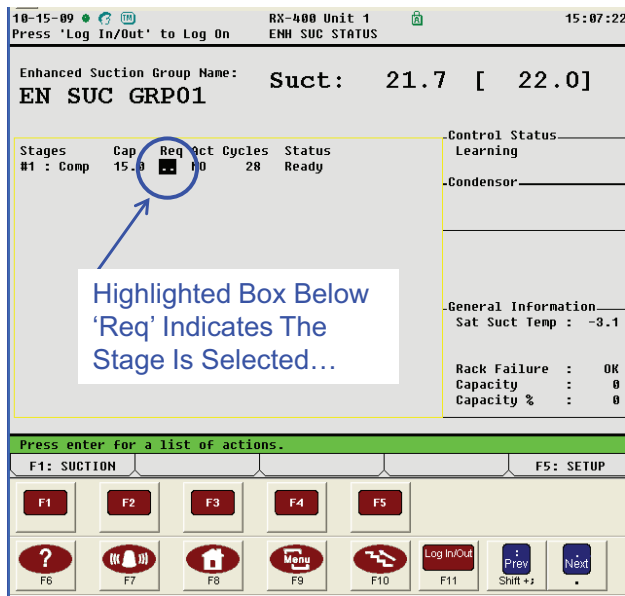 10-15-09 TM RX-400 Unit 1 A 15:07:22
Press 'Log In/Out' to Log On ENH SUC STATUS
Enhanced Suction Group Name:
EN SUC GRP01
Suct: 21.7 [ 22.0]
Stages Cap Req Act Cycles Status
#1 : Comp 15.0 .. NO 28 Ready
Control Status
Learning
Condensor
Highlighted Box Below
‘Req’ Indicates The
Stage Is Selected…
General Information
Sat Suct Temp : -3.1
Rack Failure : OK
Capacity : 0
Capacity % : 0
Press enter for a list of actions.
F1: SUCTION F5: SETUP
F1 F2 F3 F4 F5
? Menu Log In/Out : Prev Next
F6 F7 F8 F9 F10 F11 Shift +; .